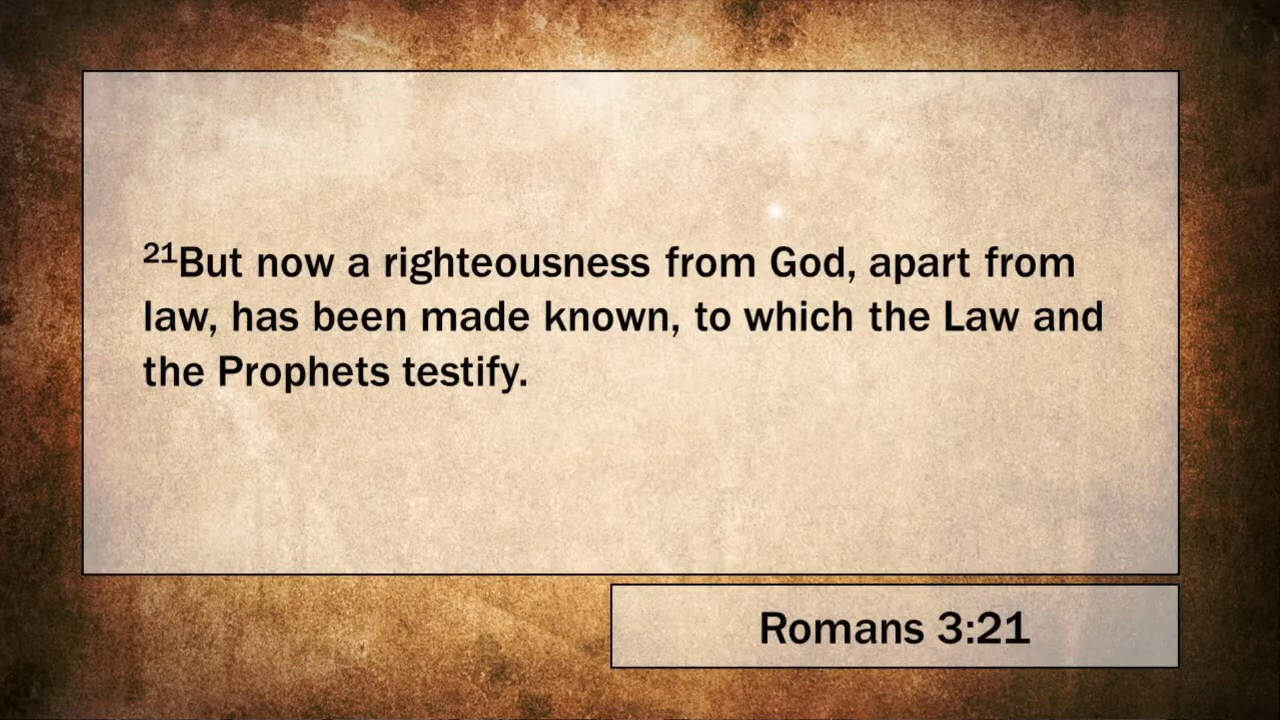 ²¹But now a righteousness from God, apart from
law, has been made known, to which the Law and
the Prophets testify.
Romans 3:21